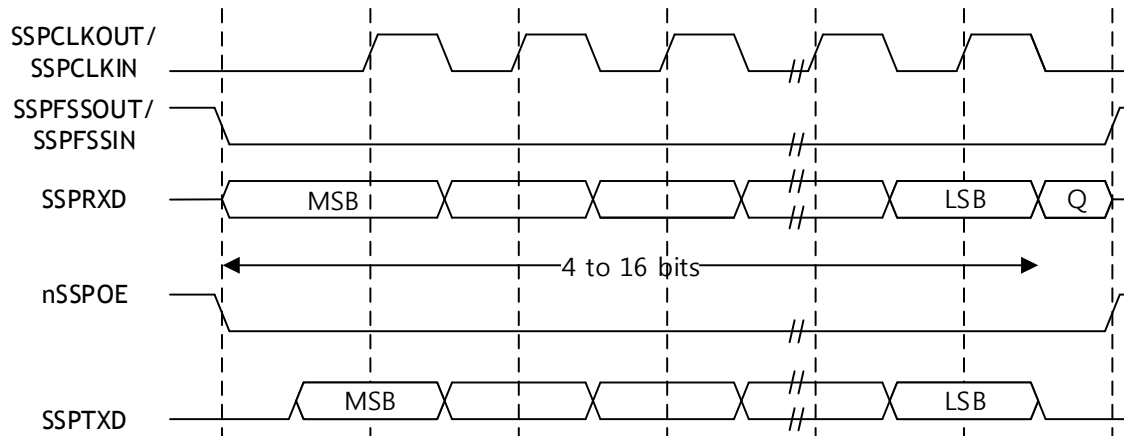 SSPCLKOUT/
SSPCLKIN
SSPFSSOUT/
SSPFSSIN
SSPRXD
MSB
LSB
Q
4 to 16 bits
nSSPOE
SSPTXD
MSB
LSB